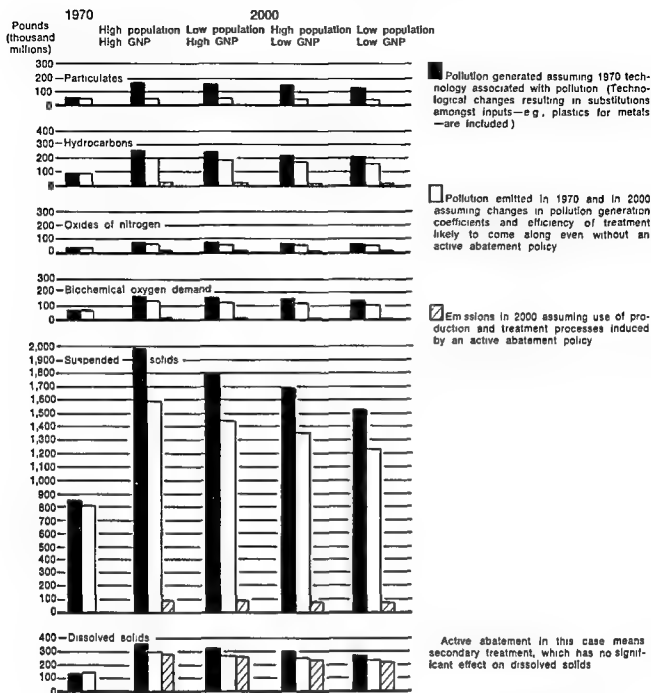 1970
2000
Pounds
(thousand
millions)
High population
High GNP
Low population
High GNP
High population
Low GNP
Low population
Low GNP
300
200
100
0
Particulates
400
300
200
100
0
Hydrocarbons
300
200
100
0
Oxides of nitrogen
300
200
100
0
Biochemical oxygen demand
2,000
1,900
1,800
1,700
1,600
1,500
1,400
1,300
1,200
1,100
1,000
900
800
700
600
500
400
300
200
100
0
Suspended solids
400
300
200
100
0
Dissolved solids
Pollution generated assuming 1970 tech-
nology associated with pollution (Techno-
logical changes resulting in substitutions
amongst inputs—e g, plastics for metals
—are included)
Pollution emitted in 1970 and in 2000
assuming changes in pollution generation
coefficients and efficiency of treatment
likely to come along even without an
active abatement policy
Emissions in 2000 assuming use of pro-
duction and treatment processes induced
by an active abatement policy
Active abatement in this case means
secondary treatment, which has no signif-
icant effect on dissolved solids